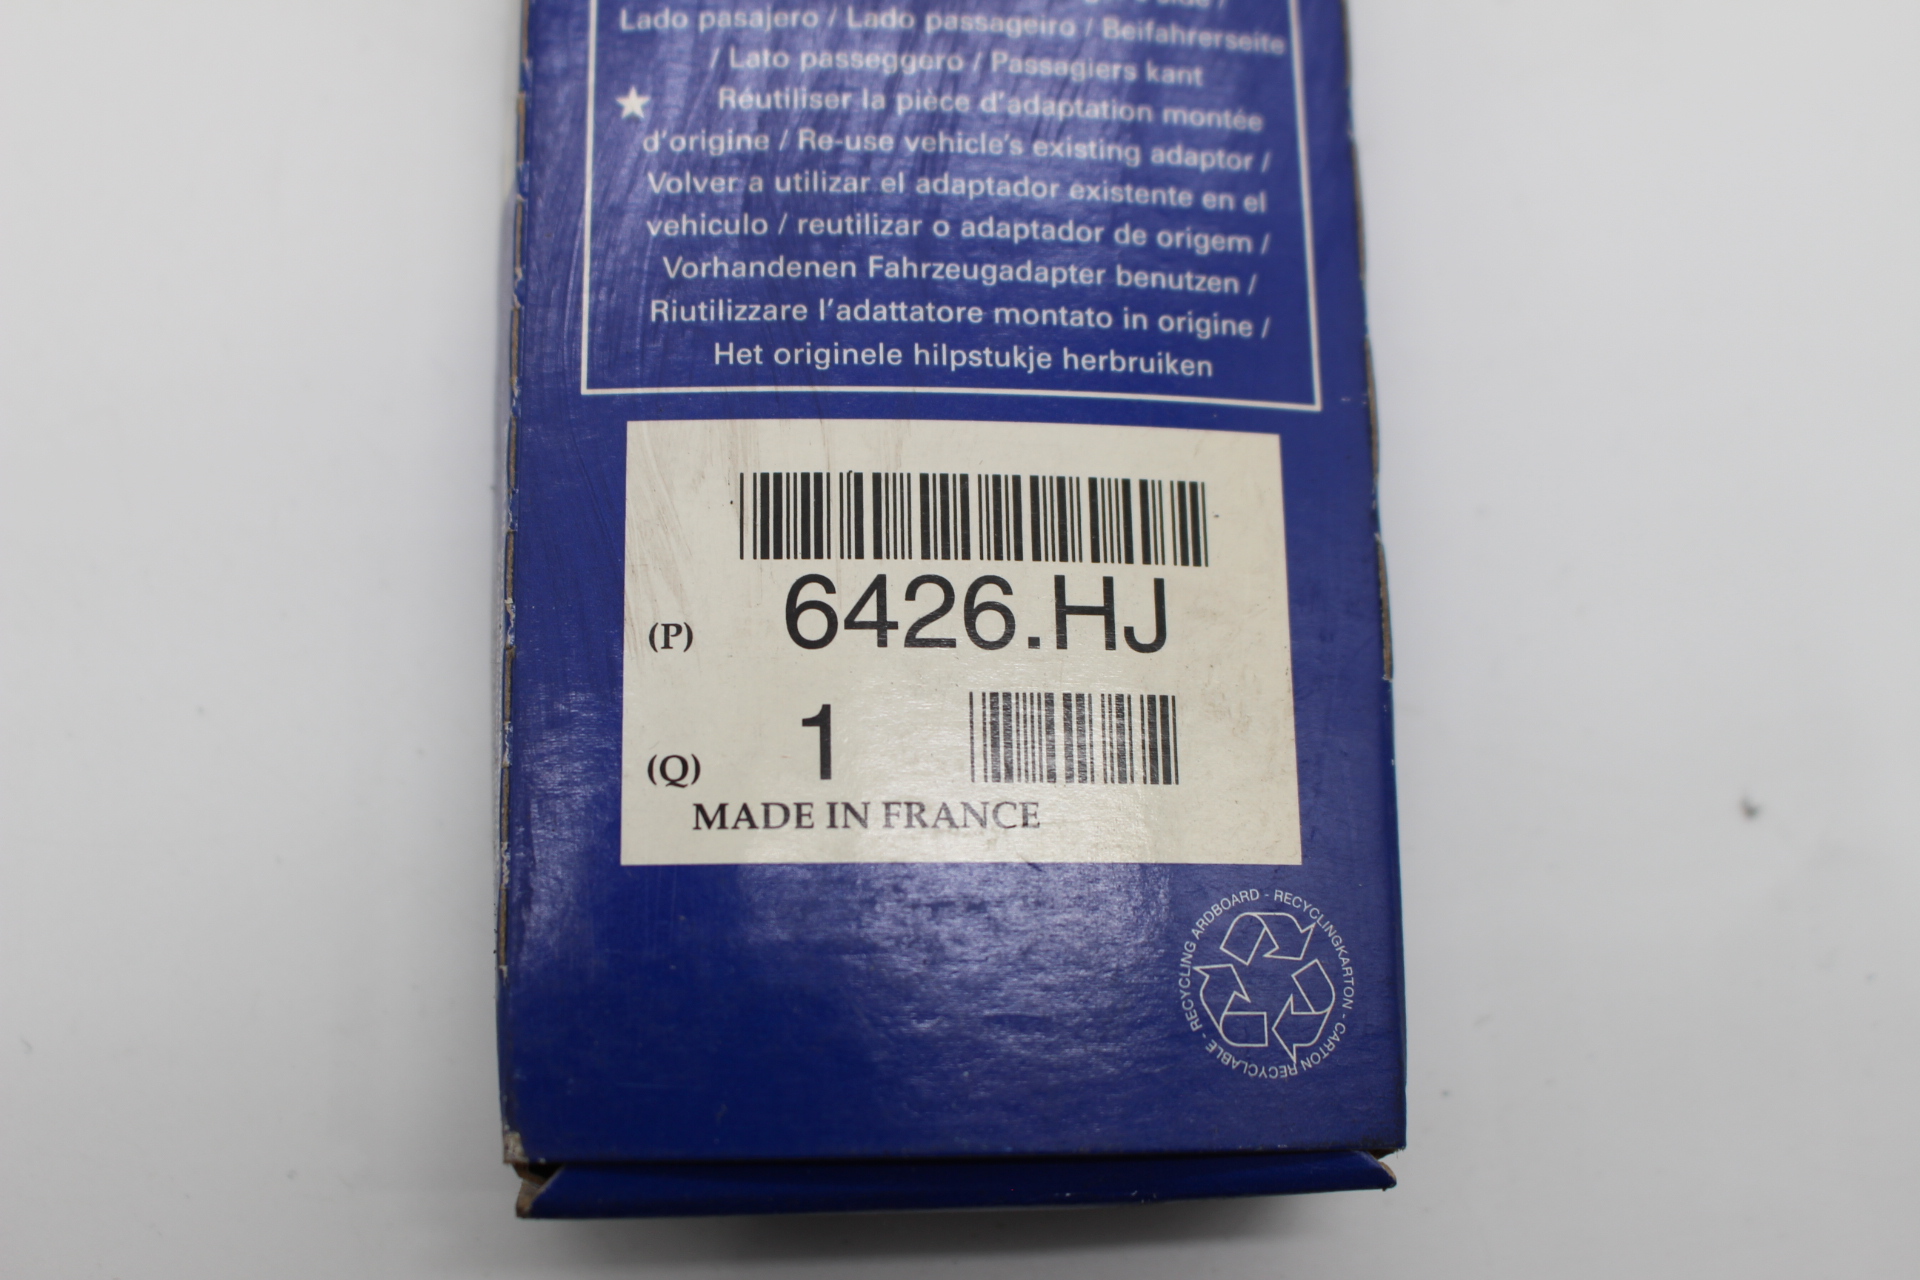 Lado pasajero / Lado passageiro / Beifahrerseite
/ Lato passeggero / Passagiers kant
★ Réutiliser la pièce d'adaptation montée
d'origine / Re-use vehicle's existing adaptor /
Volver a utilizar el adaptador existente en el
vehiculo / reutilizar o adaptador de origem /
Vorhandenen Fahrzeugadapter benutzen /
Riutilizzare l'adattatore montato in origine /
Het originele hilpstukje herbruiken
(P) 6426.HJ
(Q) 1
MADE IN FRANCE
RECYCLING ARDBOARD - RECYCLINGKARTON - CARTON RECYCLABLE -